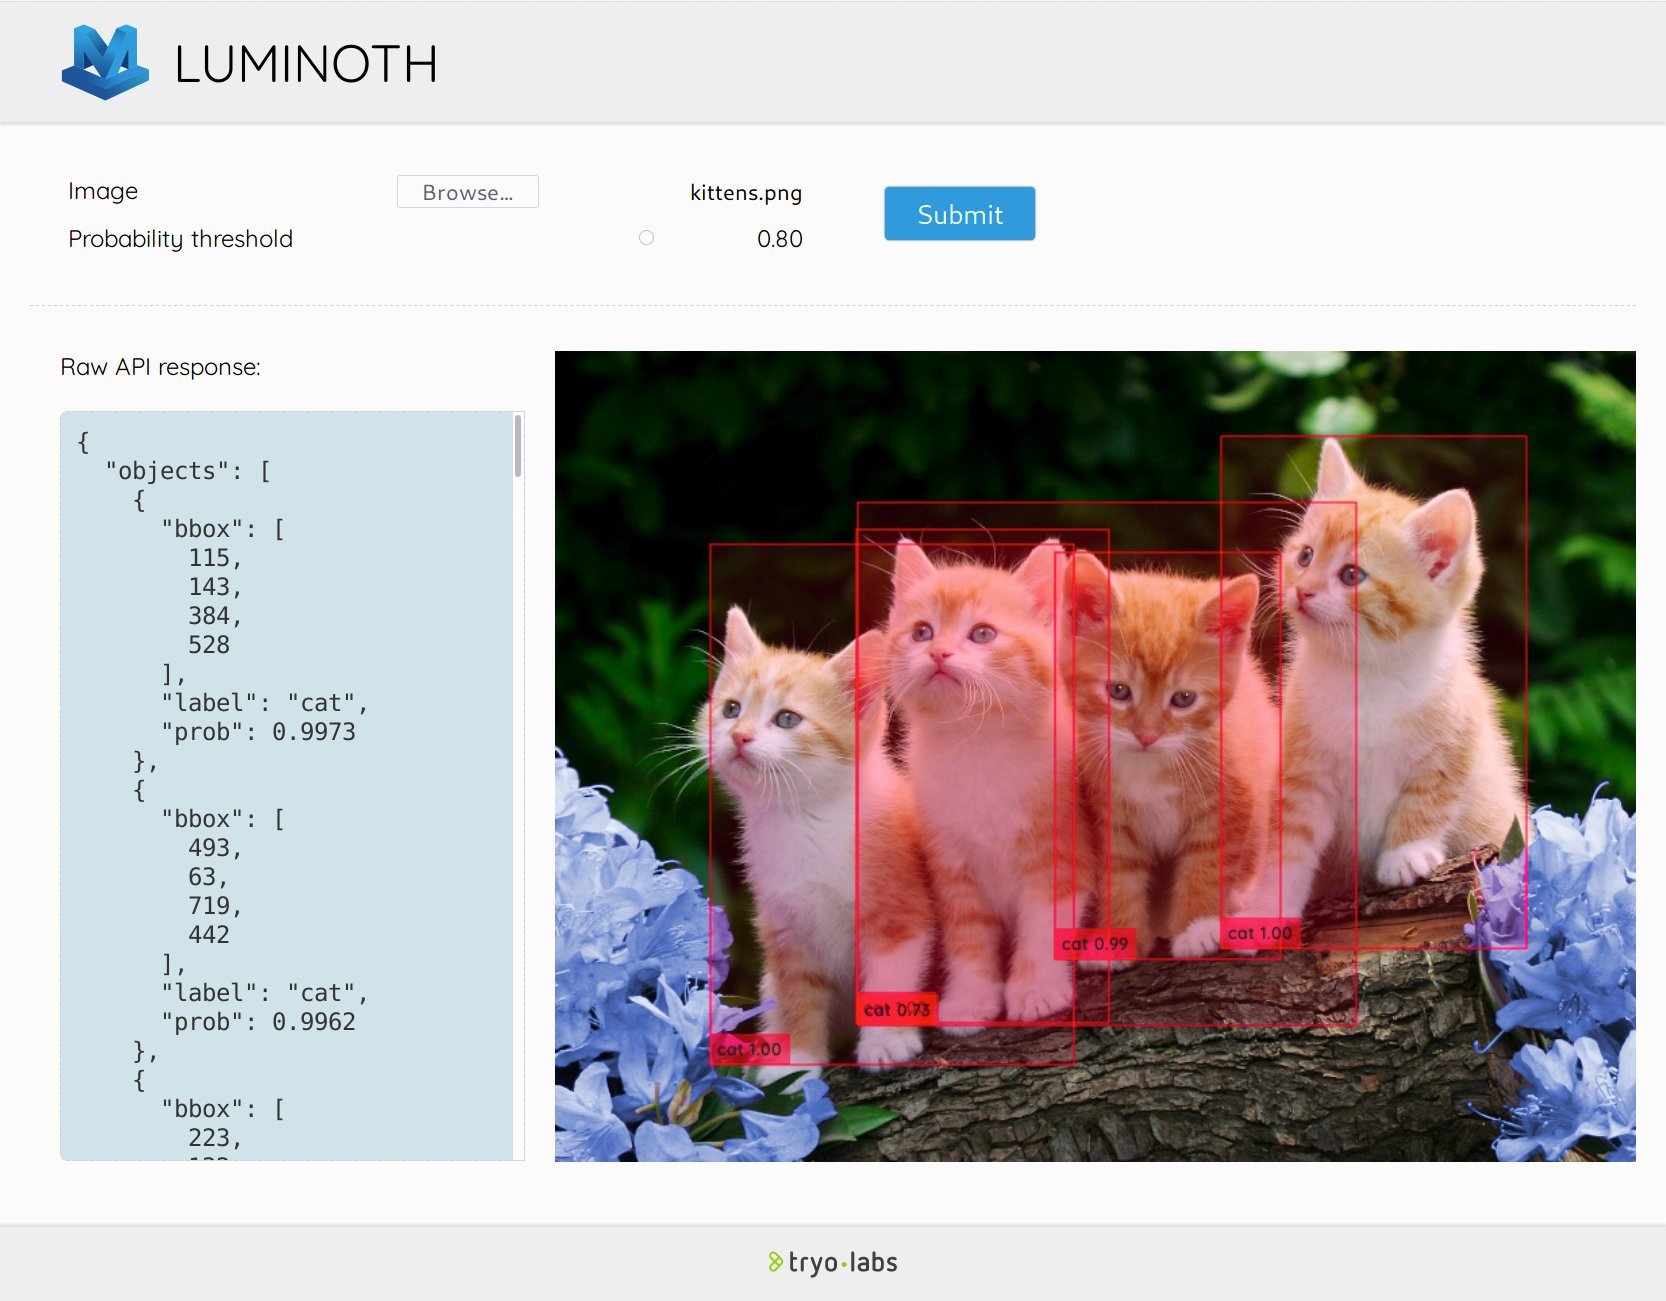 LUMINOTH
Image
Browse...
kittens.png
Submit
Probability threshold
0.80
Raw API response:
{
"objects": [
{
"bbox": [
115,
143,
384,
528
],
"label": "cat",
"prob": 0.9973
},
{
"bbox": [
493,
63,
719,
442
],
"label": "cat",
"prob": 0.9962
},
{
"bbox": [
223,
cat 1.00
cat 0.99
cat 0.73
cat 1.00
tryo·labs